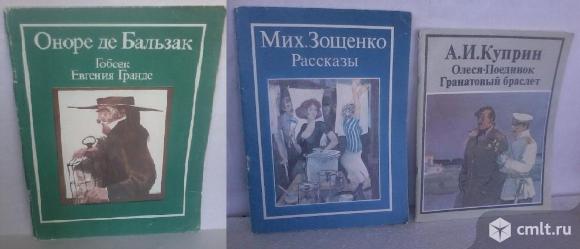 Оноре де Бальзак
Гобсек
Евгения Гранде
Мих. Зощенко
Рассказы
А.И.Куприн
Олеся·Поединок
Гранатовый браслет
cmlt.ru